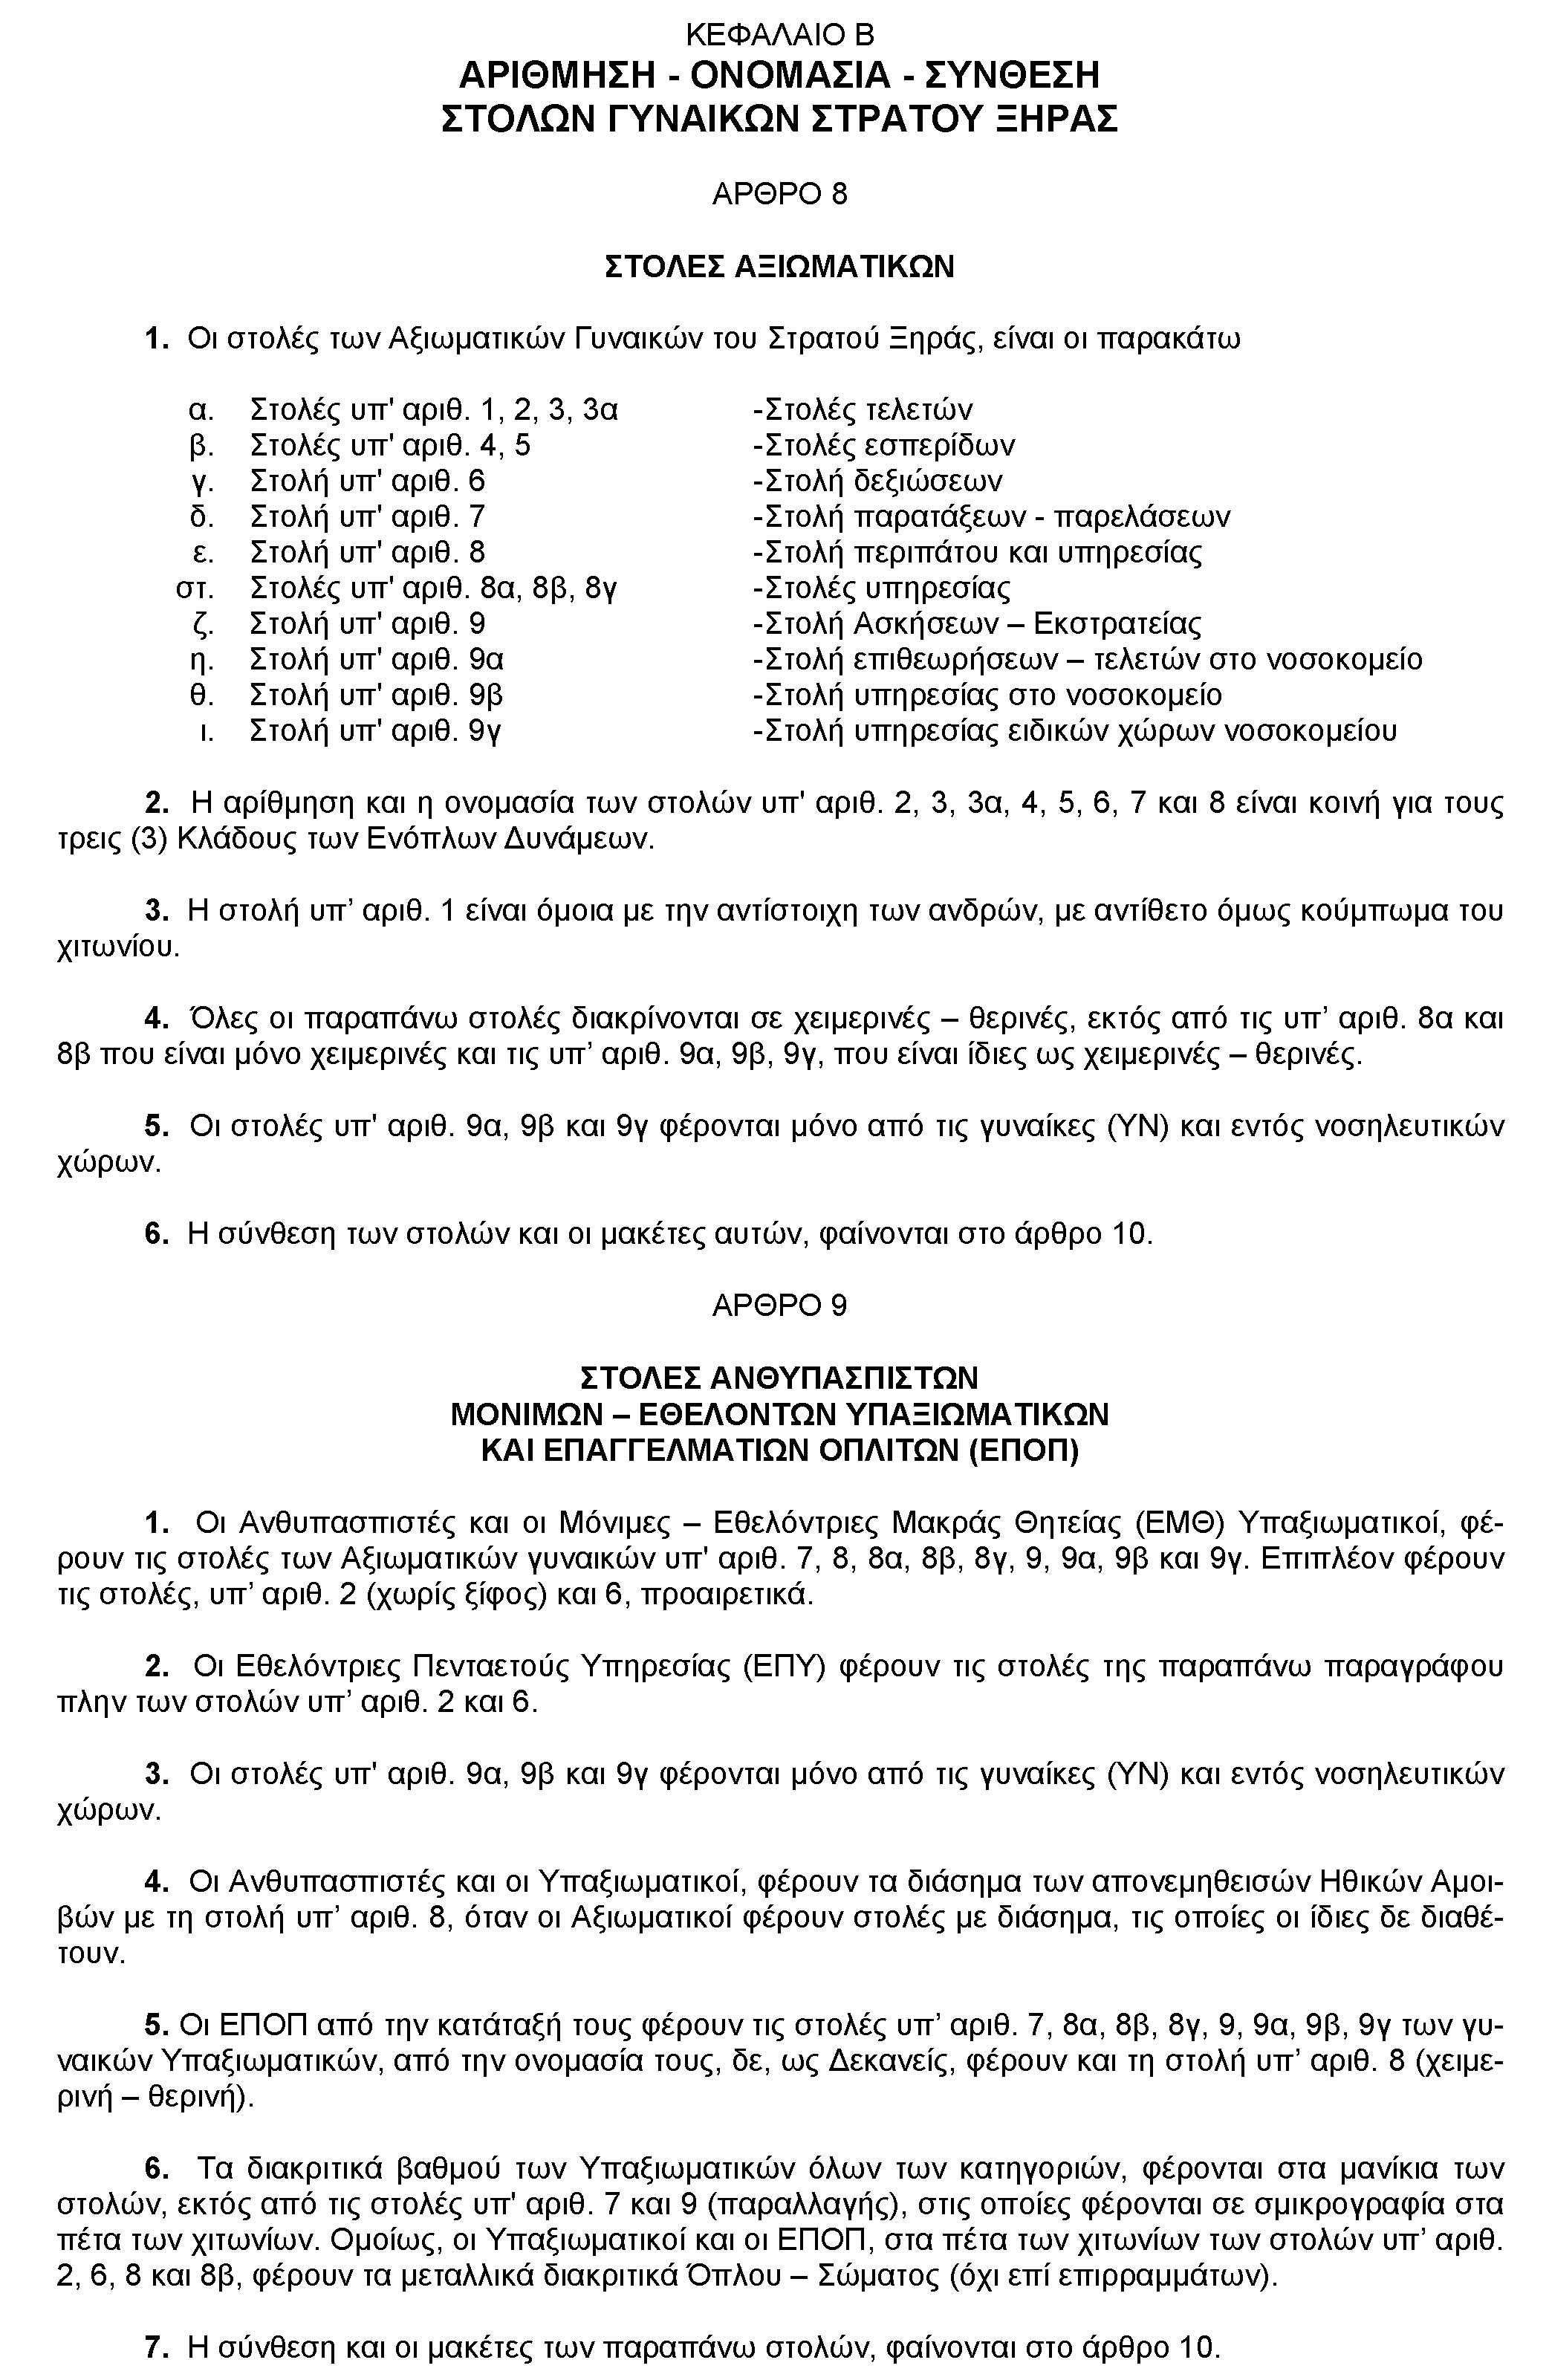 ΚΕΦΑΛΑΙΟ Β
ΑΡΙΘΜΗΣΗ - ΟΝΟΜΑΣΙΑ - ΣΥΝΘΕΣΗ
ΣΤΟΛΩΝ ΓΥΝΑΙΚΩΝ ΣΤΡΑΤΟΥ ΞΗΡΑΣ
ΑΡΘΡΟ 8
ΣΤΟΛΕΣ ΑΞΙΩΜΑΤΙΚΩΝ
1. Οι στολές των Αξιωματικών Γυναικών του Στρατού Ξηράς, είναι οι παρακάτω
α. Στολές υπ' αριθ. 1, 2, 3, 3α -Στολές τελετών
β. Στολές υπ' αριθ. 4, 5 -Στολές εσπερίδων
γ. Στολή υπ' αριθ. 6 -Στολή δεξιώσεων
δ. Στολή υπ' αριθ. 7 -Στολή παρατάξεων - παρελάσεων
ε. Στολή υπ' αριθ. 8 -Στολή περιπάτου και υπηρεσίας
στ. Στολές υπ' αριθ. 8α, 8β, 8γ -Στολές υπηρεσίας
ζ. Στολή υπ' αριθ. 9 -Στολή Ασκήσεων – Εκστρατείας
η. Στολή υπ' αριθ. 9α -Στολή επιθεωρήσεων – τελετών στο νοσοκομείο
θ. Στολή υπ' αριθ. 9β -Στολή υπηρεσίας στο νοσοκομείο
ι. Στολή υπ' αριθ. 9γ -Στολή υπηρεσίας ειδικών χώρων νοσοκομείου
2. Η αρίθμηση και η ονομασία των στολών υπ' αριθ. 2, 3, 3α, 4, 5, 6, 7 και 8 είναι κοινή για τους
τρεις (3) Κλάδους των Ενόπλων Δυνάμεων.
3. Η στολή υπ’ αριθ. 1 είναι όμοια με την αντίστοιχη των ανδρών, με αντίθετο όμως κούμπωμα του
χιτωνίου.
4. Όλες οι παραπάνω στολές διακρίνονται σε χειμερινές – θερινές, εκτός από τις υπ’ αριθ. 8α και
8β που είναι μόνο χειμερινές και τις υπ’ αριθ. 9α, 9β, 9γ, που είναι ίδιες ως χειμερινές – θερινές.
5. Οι στολές υπ' αριθ. 9α, 9β και 9γ φέρονται μόνο από τις γυναίκες (ΥΝ) και εντός νοσηλευτικών
χώρων.
6. Η σύνθεση των στολών και οι μακέτες αυτών, φαίνονται στο άρθρο 10.
ΑΡΘΡΟ 9
ΣΤΟΛΕΣ ΑΝΘΥΠΑΣΠΙΣΤΩΝ
ΜΟΝΙΜΩΝ – ΕΘΕΛΟΝΤΩΝ ΥΠΑΞΙΩΜΑΤΙΚΩΝ
ΚΑΙ ΕΠΑΓΓΕΛΜΑΤΙΩΝ ΟΠΛΙΤΩΝ (ΕΠΟΠ)
1. Οι Ανθυπασπιστές και οι Μόνιμες – Εθελόντριες Μακράς Θητείας (ΕΜΘ) Υπαξιωματικοί, φέ-
ρουν τις στολές των Αξιωματικών γυναικών υπ' αριθ. 7, 8, 8α, 8β, 8γ, 9, 9α, 9β και 9γ. Επιπλέον φέρουν
τις στολές, υπ’ αριθ. 2 (χωρίς ξίφος) και 6, προαιρετικά.
2. Οι Εθελόντριες Πενταετούς Υπηρεσίας (ΕΠΥ) φέρουν τις στολές της παραπάνω παραγράφου
πλην των στολών υπ’ αριθ. 2 και 6.
3. Οι στολές υπ' αριθ. 9α, 9β και 9γ φέρονται μόνο από τις γυναίκες (ΥΝ) και εντός νοσηλευτικών
χώρων.
4. Οι Ανθυπασπιστές και οι Υπαξιωματικοί, φέρουν τα διάσημα των απονεμηθεισών Ηθικών Αμοι-
βών με τη στολή υπ’ αριθ. 8, όταν οι Αξιωματικοί φέρουν στολές με διάσημα, τις οποίες οι ίδιες δε διαθέ-
τουν.
5. Οι ΕΠΟΠ από την κατάταξή τους φέρουν τις στολές υπ’ αριθ. 7, 8α, 8β, 8γ, 9, 9α, 9β, 9γ των γυ-
ναικών Υπαξιωματικών, από την ονομασία τους, δε, ως Δεκανείς, φέρουν και τη στολή υπ’ αριθ. 8 (χειμε-
ρινή – θερινή).
6. Τα διακριτικά βαθμού των Υπαξιωματικών όλων των κατηγοριών, φέρονται στα μανίκια των
στολών, εκτός από τις στολές υπ' αριθ. 7 και 9 (παραλλαγής), στις οποίες φέρονται σε σμικρογραφία στα
πέτα των χιτωνίων. Ομοίως, οι Υπαξιωματικοί και οι ΕΠΟΠ, στα πέτα των χιτωνίων των στολών υπ’ αριθ.
2, 6, 8 και 8β, φέρουν τα μεταλλικά διακριτικά Όπλου – Σώματος (όχι επί επιρραμμάτων).
7. Η σύνθεση και οι μακέτες των παραπάνω στολών, φαίνονται στο άρθρο 10.